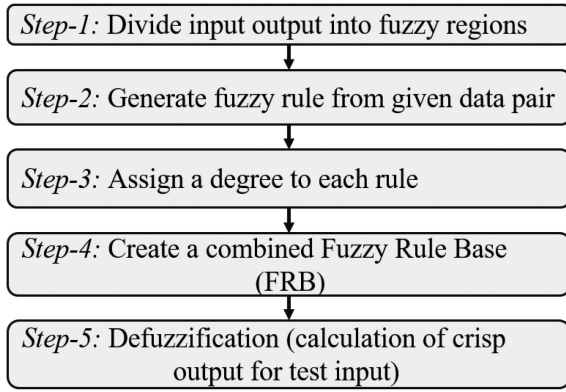 Step-1: Divide input output into fuzzy regions
Step-2: Generate fuzzy rule from given data pair
Step-3: Assign a degree to each rule
Step-4: Create a combined Fuzzy Rule Base
(FRB)
Step-5: Defuzzification (calculation of crisp
output for test input)